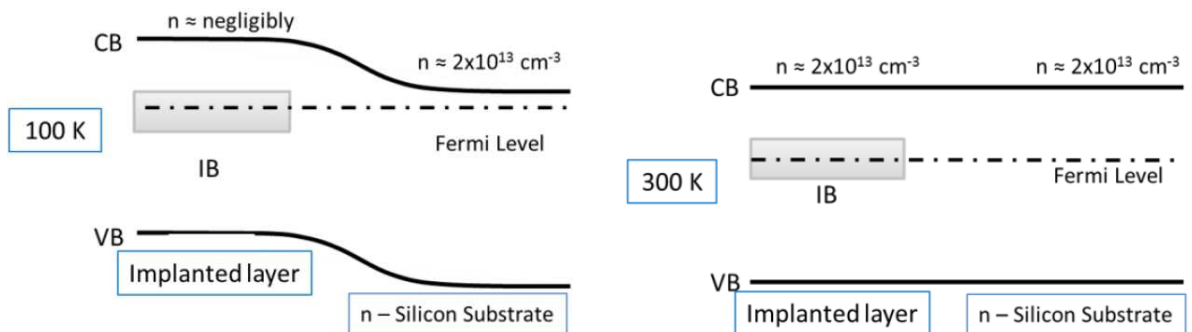 n ≈ negligibly
CB
n ≈ 2x10¹³ cm⁻³
100 K
Fermi Level
IB
VB
Implanted layer
n – Silicon Substrate
n ≈ 2x10¹³ cm⁻³
n ≈ 2x10¹³ cm⁻³
CB
300 K
Fermi Level
IB
VB
Implanted layer
n – Silicon Substrate